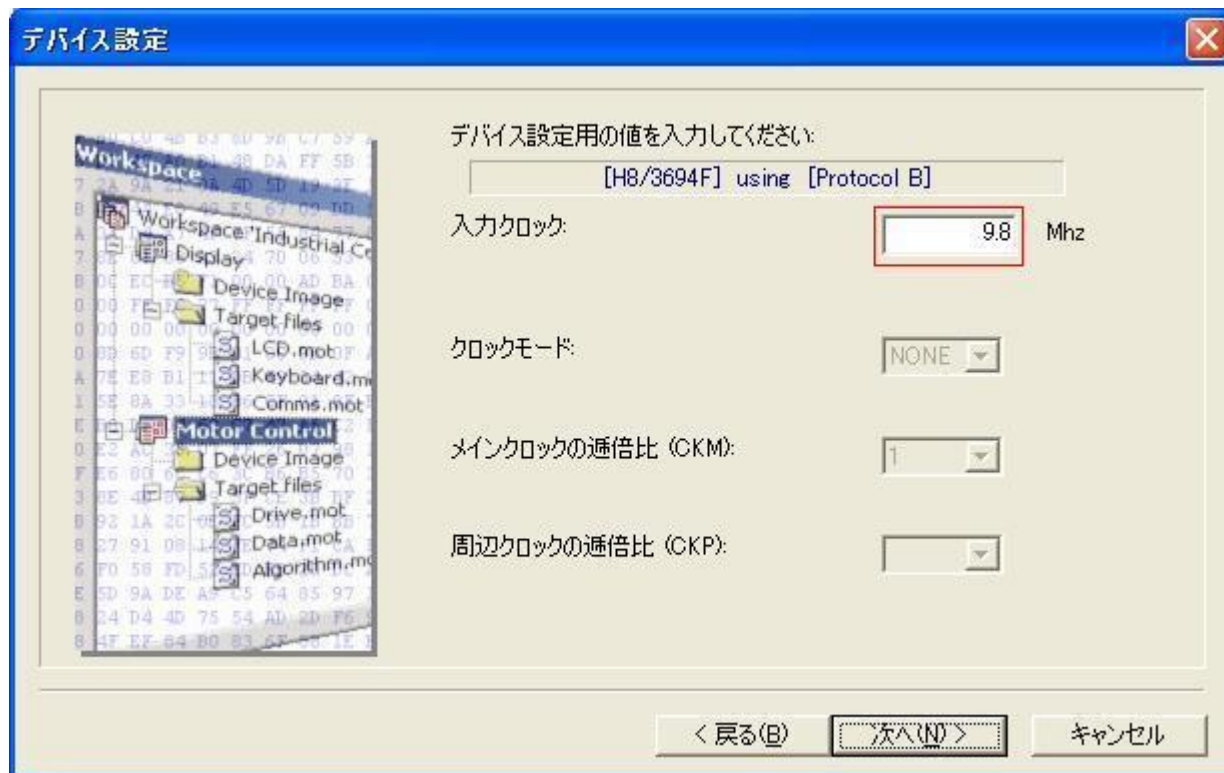 デバイス設定
デバイス設定用の値を入力してください:
[H8/3694F] using [Protocol B]
入力クロック:
9.8 Mhz
クロックモード:
NONE
メインクロックの逓倍比 (CKM):
1
周辺クロックの逓倍比 (CKP):
Workspace
Workspace "Industrial Co
Display
Device Image
Target files
LCD.mot
Keyboard.mo
Comms.mot
Motor Control
Device Image
Target files
Drive.mot
Data.mot
Algorithm.mo
< 戻る(B)
次へ(N) >
キャンセル